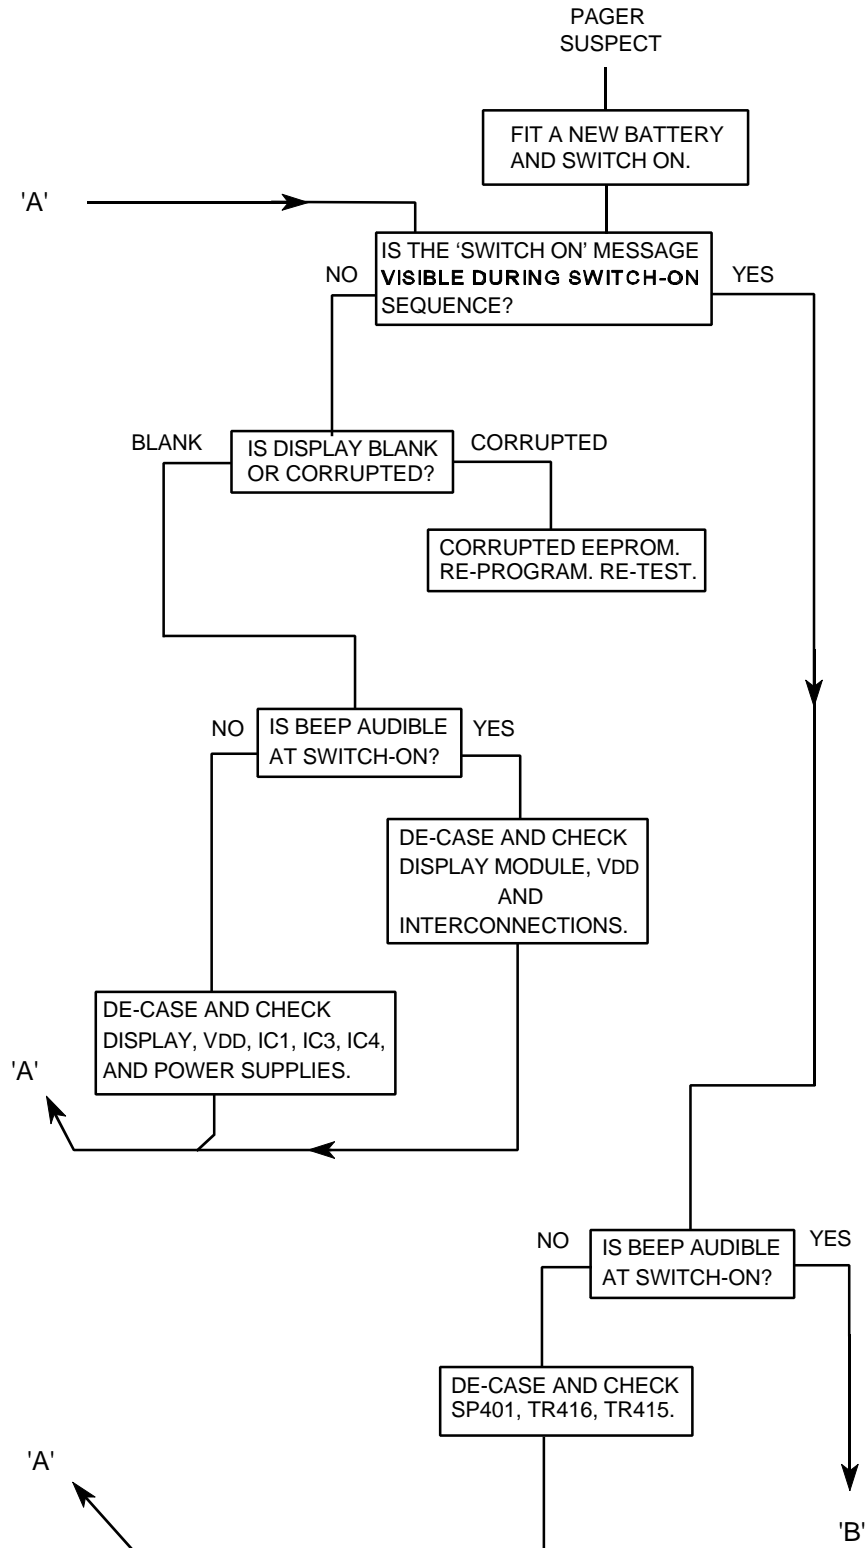 PAGER
SUSPECT
FIT A NEW BATTERY
AND SWITCH ON.
'A'
IS THE ‘SWITCH ON’ MESSAGE
VISIBLE DURING SWITCH-ON
SEQUENCE?
NO
YES
BLANK
IS DISPLAY BLANK
OR CORRUPTED?
CORRUPTED
CORRUPTED EEPROM.
RE-PROGRAM. RE-TEST.
NO
IS BEEP AUDIBLE
AT SWITCH-ON?
YES
DE-CASE AND CHECK
DISPLAY MODULE, VDD
AND
INTERCONNECTIONS.
DE-CASE AND CHECK
DISPLAY, VDD, IC1, IC3, IC4,
AND POWER SUPPLIES.
'A'
NO
IS BEEP AUDIBLE
AT SWITCH-ON?
YES
DE-CASE AND CHECK
SP401, TR416, TR415.
'A'
'B'